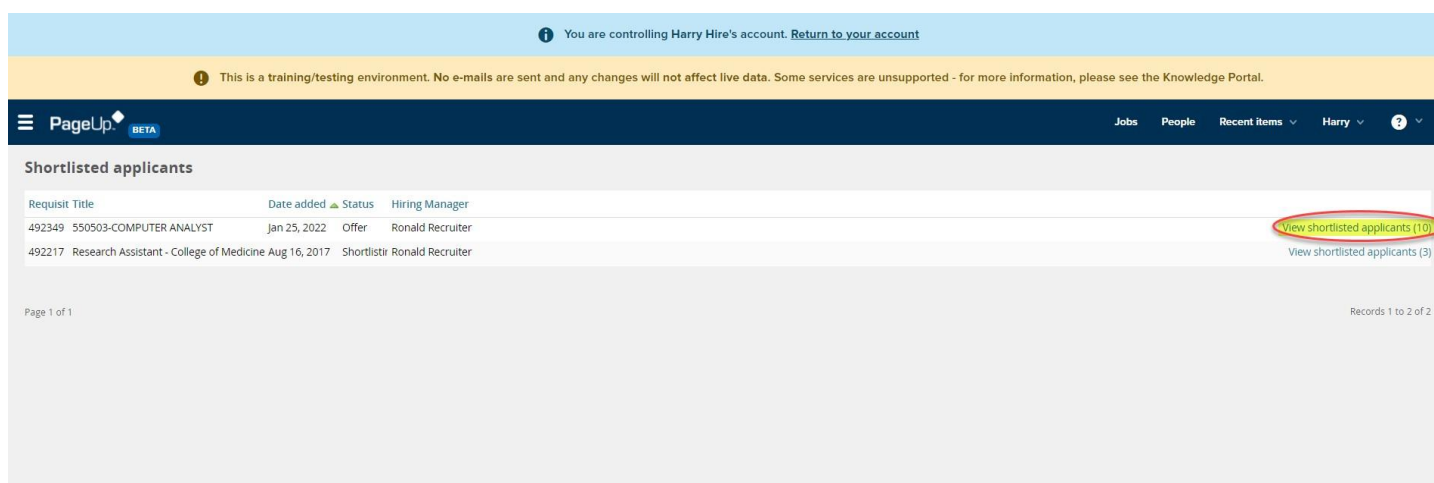 You are controlling Harry Hire's account. Return to your account
This is a training/testing environment. No e-mails are sent and any changes will not affect live data. Some services are unsupported - for more information, please see the Knowledge Portal.
PageUp. BETA Jobs People Recent items Harry ?
Shortlisted applicants
Requisit Title Date added Status Hiring Manager
492349 550503-COMPUTER ANALYST Jan 25, 2022 Offer Ronald Recruiter View shortlisted applicants (10)
492217 Research Assistant - College of Medicine Aug 16, 2017 Shortlistir Ronald Recruiter View shortlisted applicants (3)
Page 1 of 1 Records 1 to 2 of 2